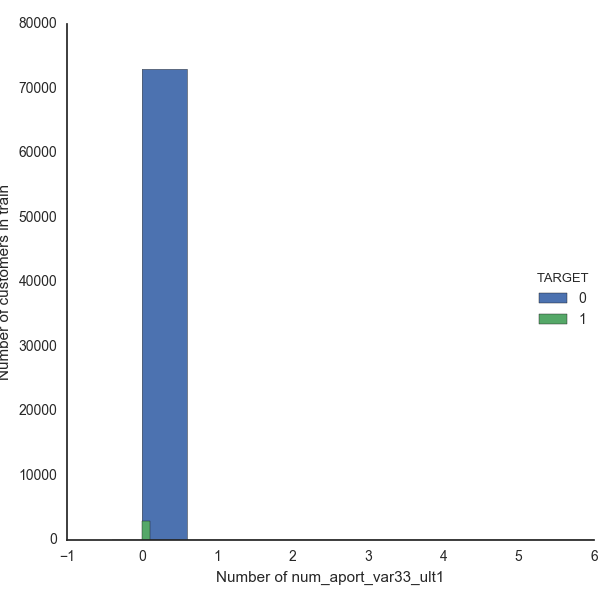 80000
70000
60000
50000
40000
30000
20000
10000
0
Number of customers in train
−1 0 1 2 3 4 5 6
Number of num_aport_var33_ult1
TARGET
0
1